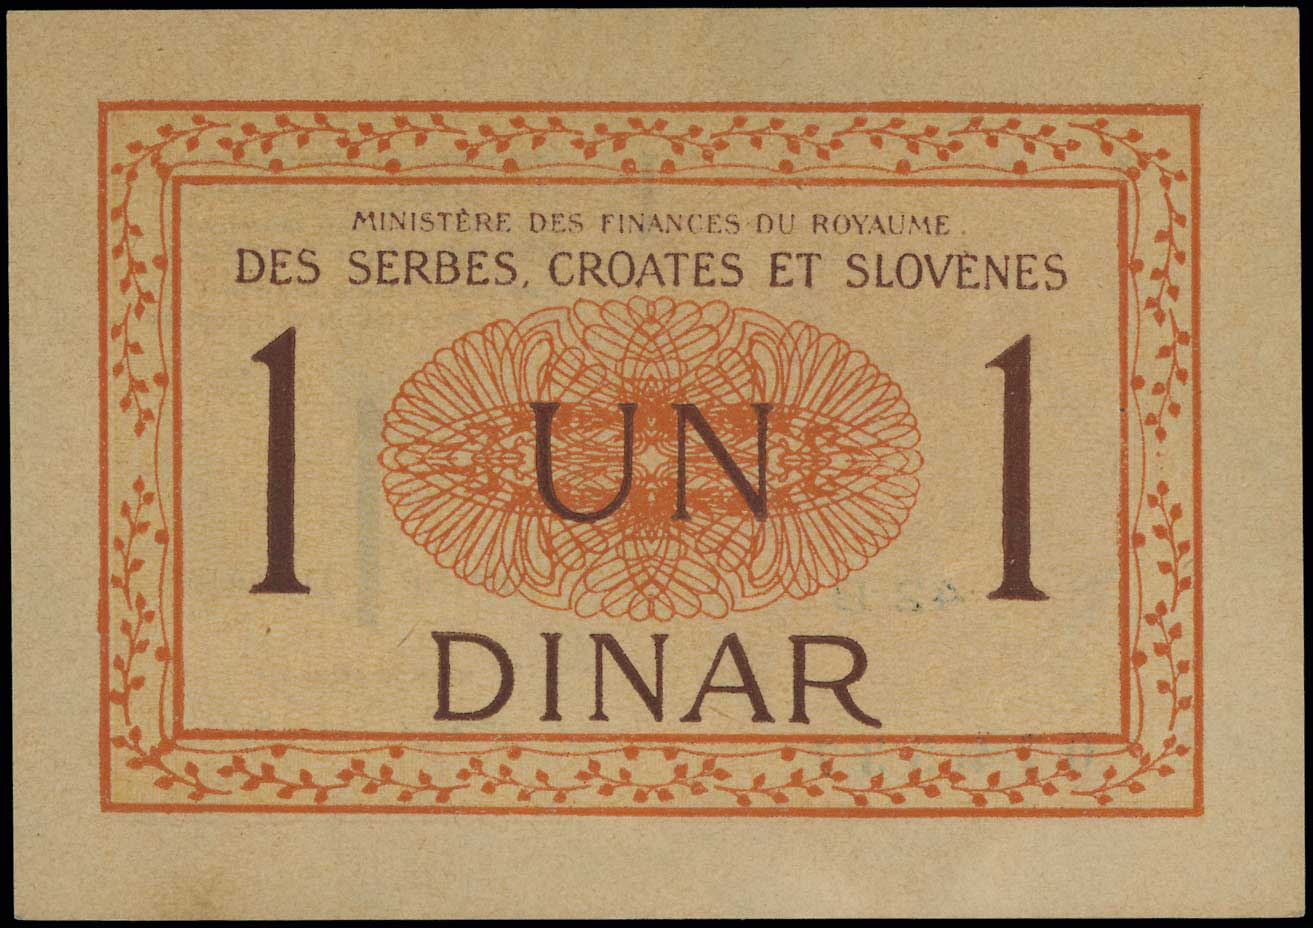 MINISTÈRE DES FINANCES DU ROYAUME
DES SERBES, CROATES ET SLOVÈNES
1 UN 1
DINAR